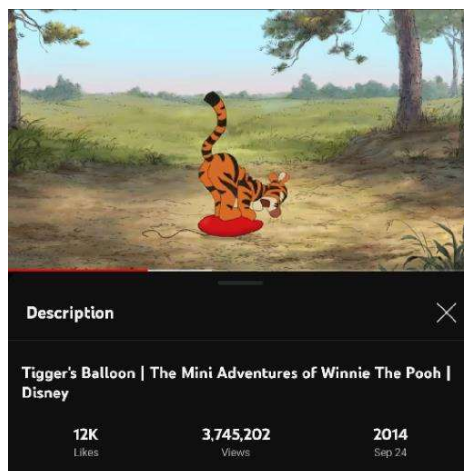 Description
Tigger's Balloon | The Mini Adventures of Winnie The Pooh |
Disney
12K 3,745,202 2014
Likes Views Sep 24